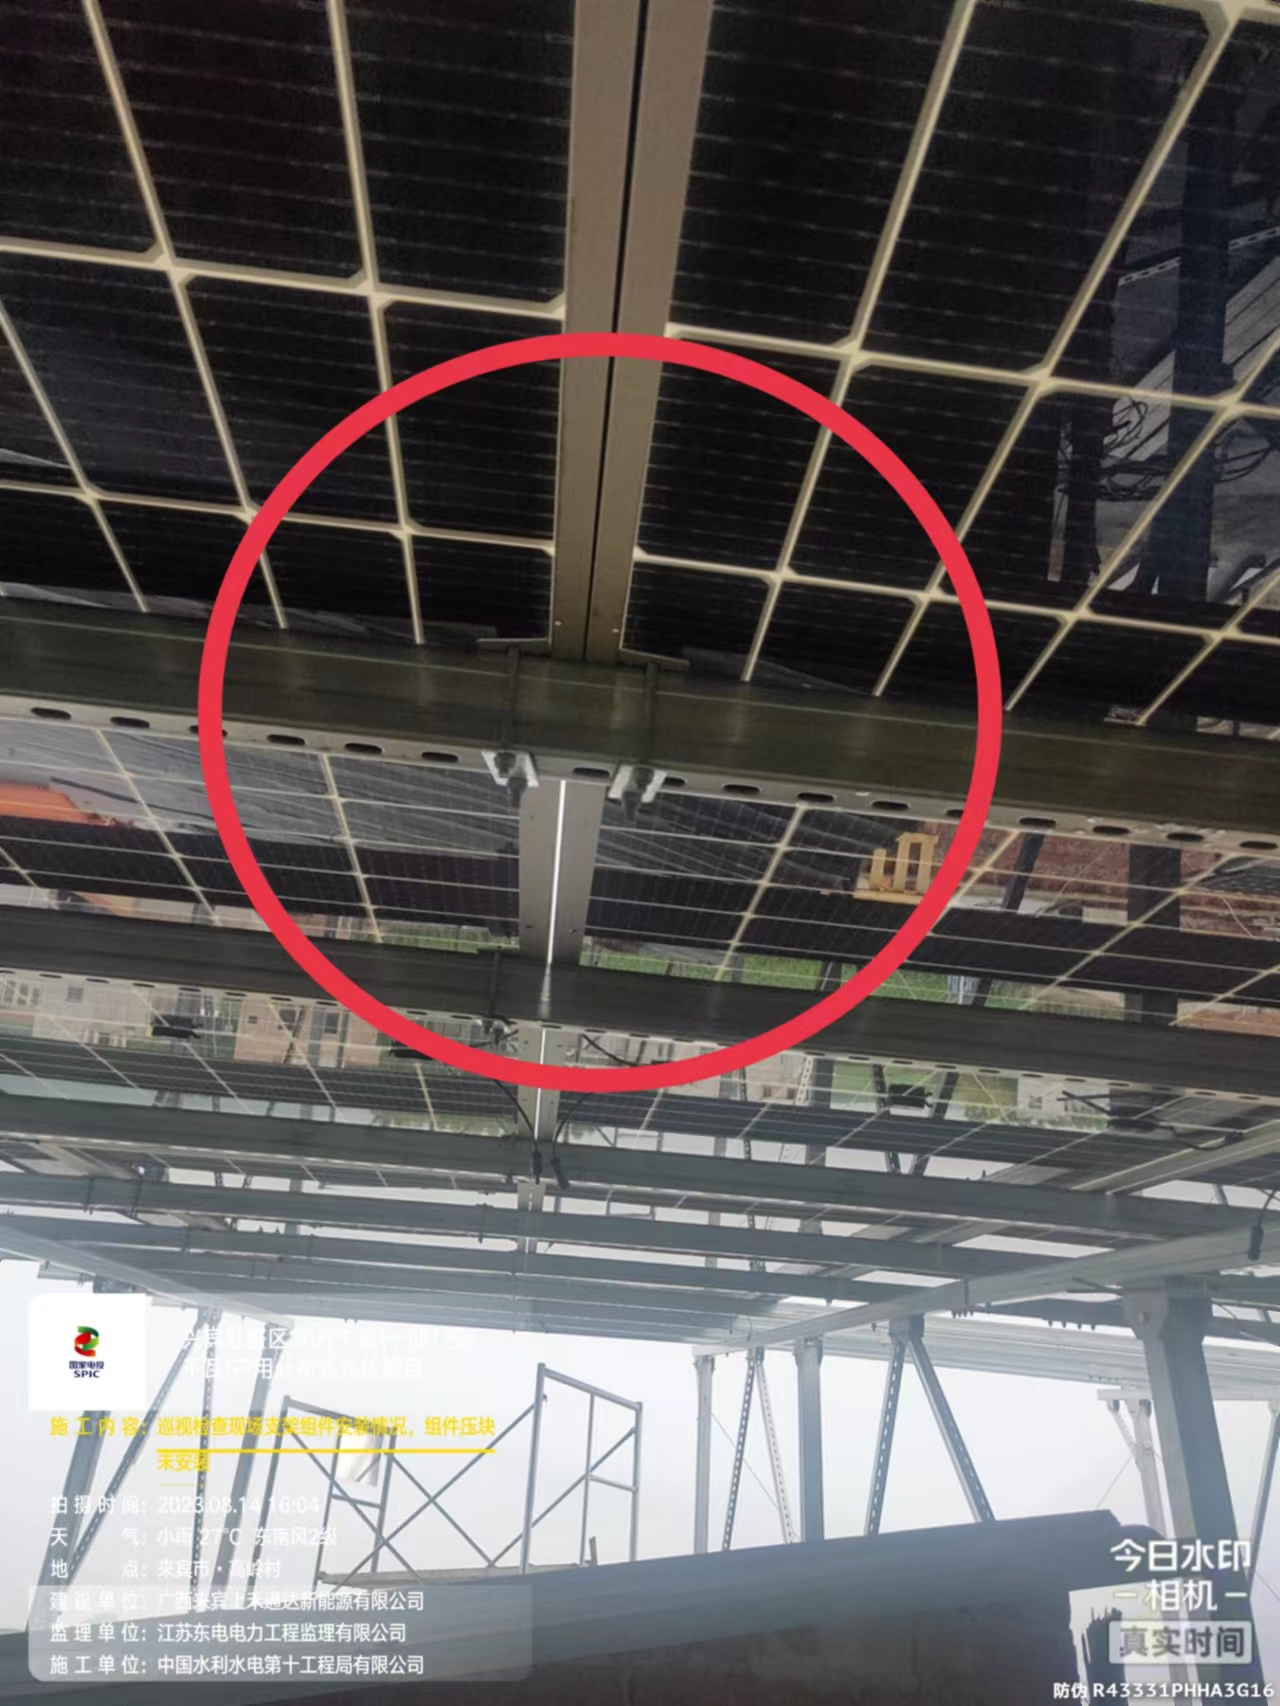 国家电投
SPIC
施工内容：巡视检查现场支架组件安装情况，组件压块
未安装
拍摄时间：2023.08.14 16:04
天气：小雨 27℃ 东南风2级
地点：来宾市·高岭村
建设单位：广西来宾上禾通达新能源有限公司
监理单位：江苏东电电力工程监理有限公司
施工单位：中国水利水电第十工程局有限公司
今日水印
相机
真实时间
防伪 R43331PHHA3G16